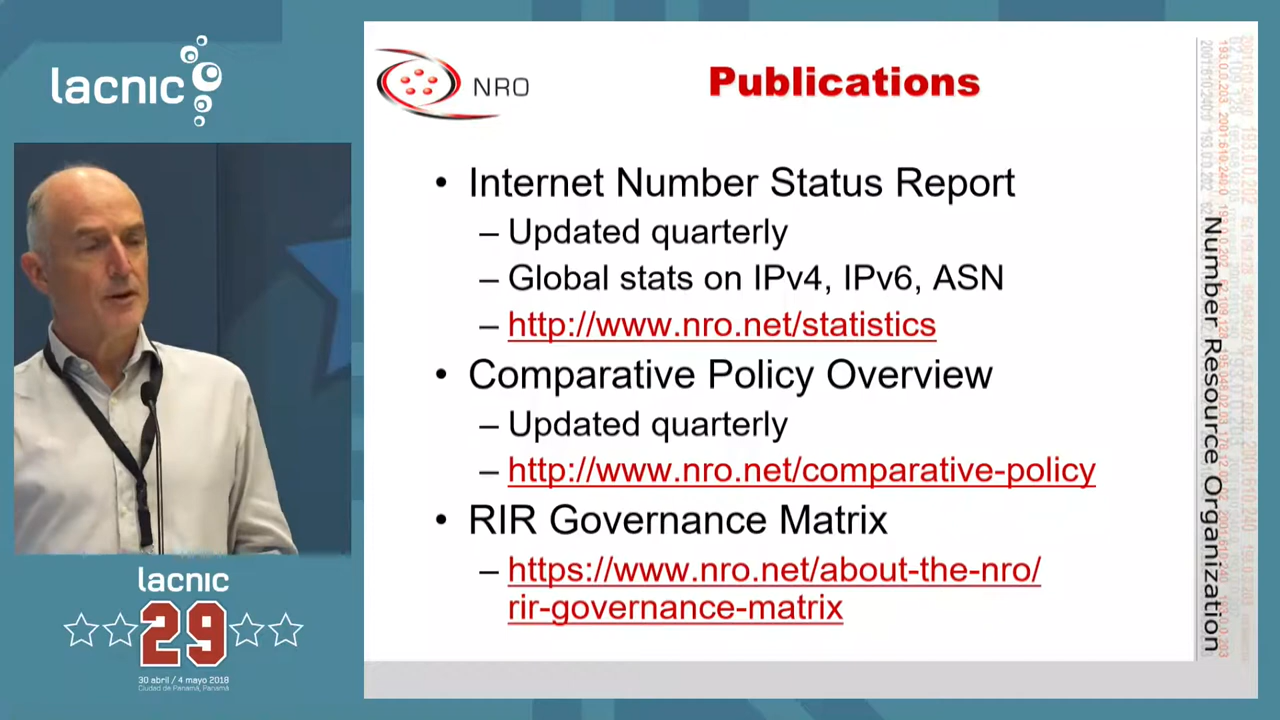 lacnic
NRO
Publications
• Internet Number Status Report
– Updated quarterly
– Global stats on IPv4, IPv6, ASN
– http://www.nro.net/statistics
• Comparative Policy Overview
– Updated quarterly
– http://www.nro.net/comparative-policy
• RIR Governance Matrix
– https://www.nro.net/about-the-nro/
rir-governance-matrix
Number Resource Organization
lacnic
29
30 abril / 4 mayo 2018
Ciudad de Panamá, Panamá